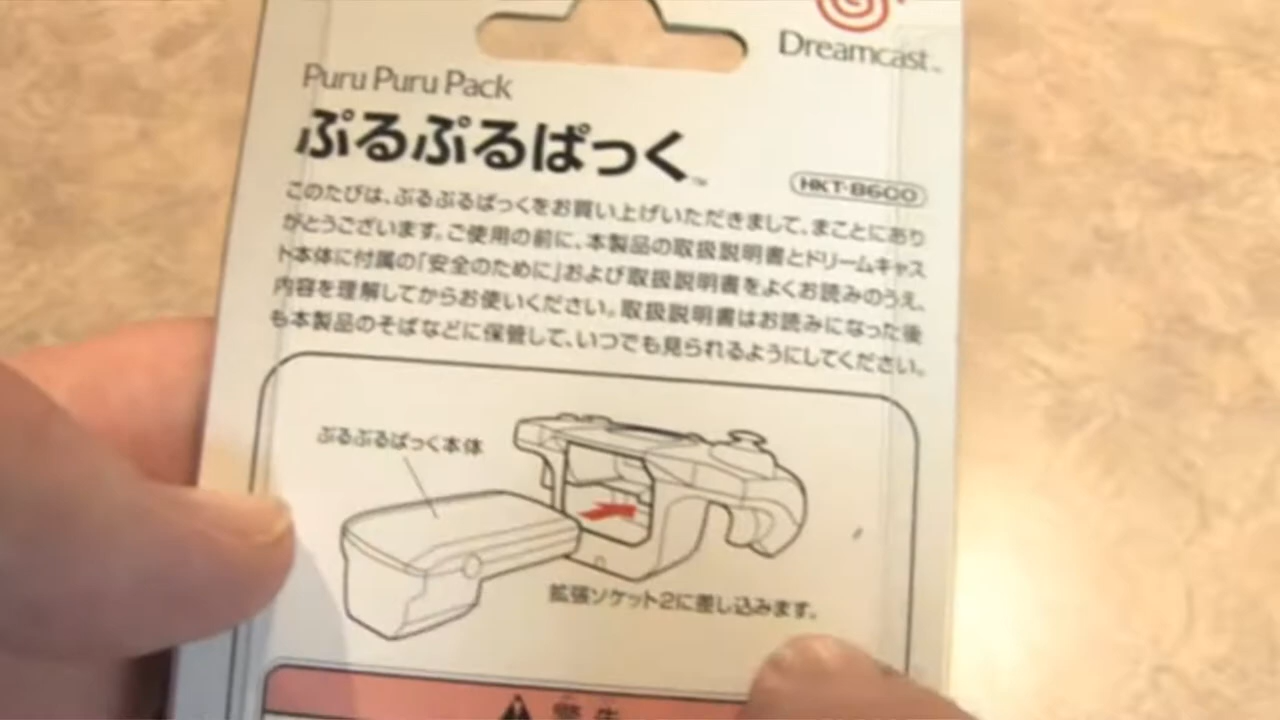 Dreamcast™
Puru Puru Pack
ぷるぷるぱっく™
HKT-8600
このたびは、ぷるぷるぱっくをお買い上げいただきまして、まことにあり
がとうございます。ご使用の前に、本製品の取扱説明書とドリームキャス
ト本体に付属の「安全のために」および取扱説明書をよくお読みのうえ、
内容を理解してからお使いください。取扱説明書はお読みになった後
も本製品のそばなどに保管して、いつでも見られるようにしてください。
ぷるぷるぱっく本体
拡張ソケット2に差し込みます。